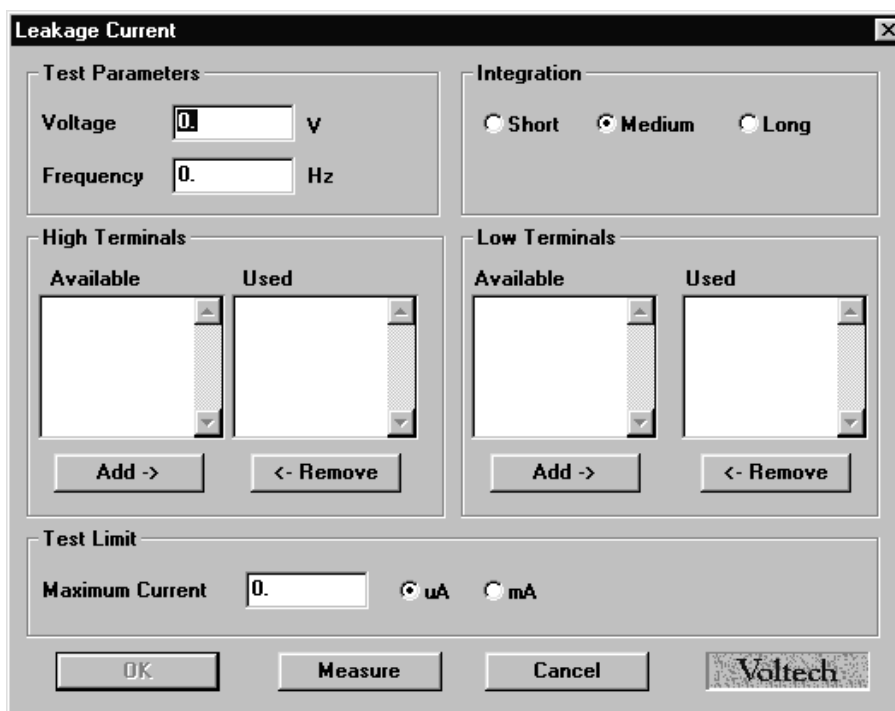 Leakage Current
Test Parameters
Voltage 0. V
Frequency 0. Hz
Integration
Short Medium Long
High Terminals
Available Used
Add -> <- Remove
Low Terminals
Available Used
Add -> <- Remove
Test Limit
Maximum Current 0. uA mA
OK Measure Cancel Voltech